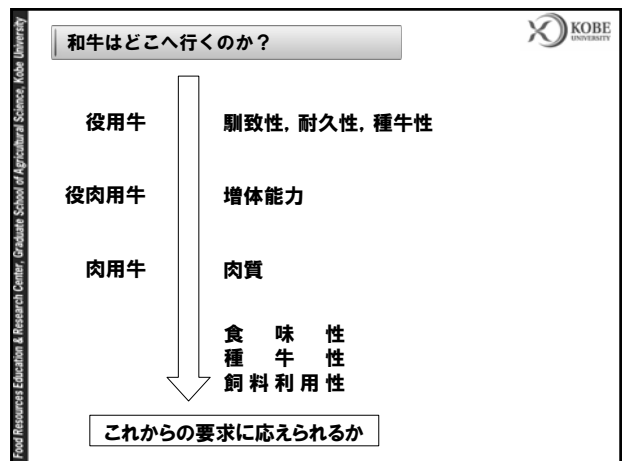 和牛はどこへ行くのか？
KOBE
UNIVERSITY
役用牛 馴致性, 耐久性, 種牛性
役肉用牛 増体能力
肉用牛 肉質
食味性
種牛性
飼料利用性
これからの要求に応えられるか
Food Resources Education & Research Center, Graduate School of Agricultural Science, Kobe University